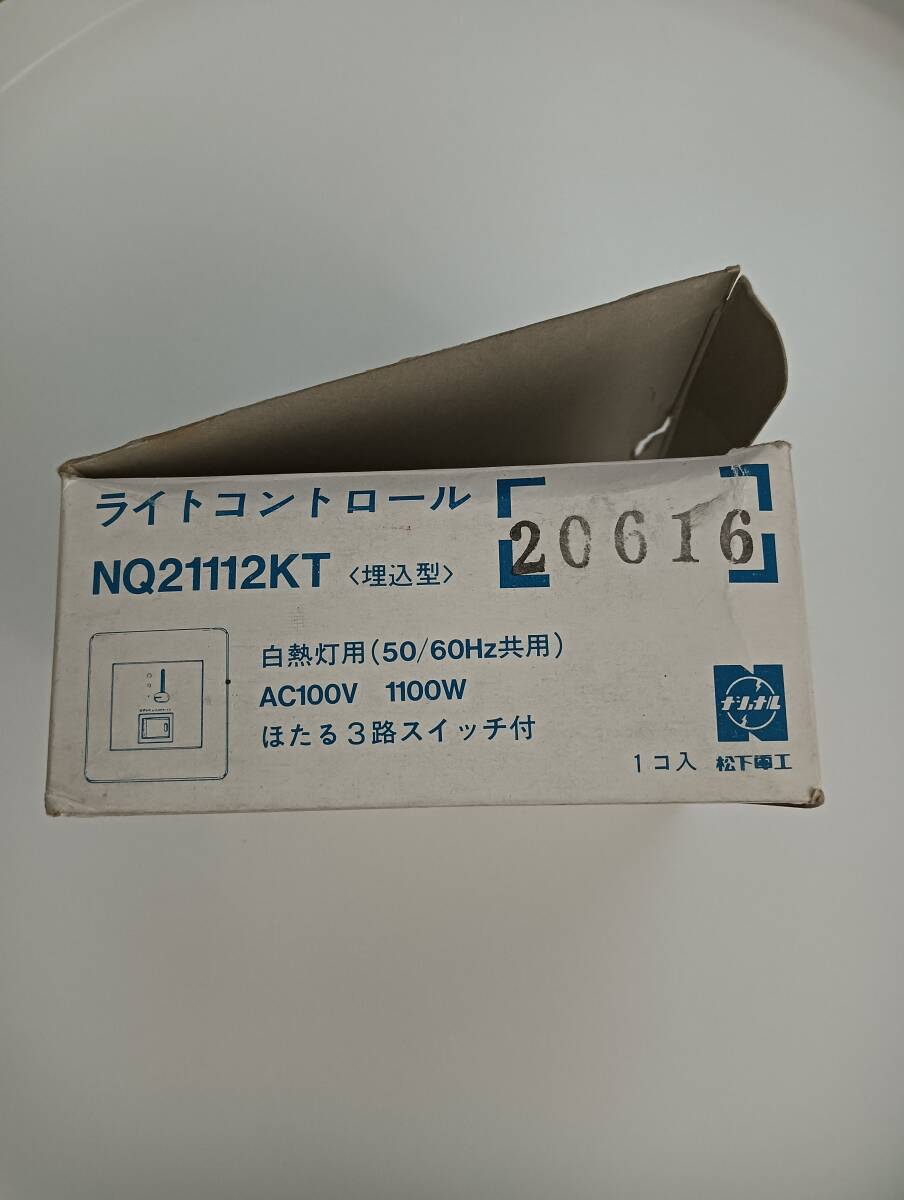 ライトコントロール
20616
NQ21112KT 〈埋込型〉
白熱灯用(50/60Hz共用)
AC100V 1100W
ほたる3路スイッチ付
ナショナル
1コ入 松下電工